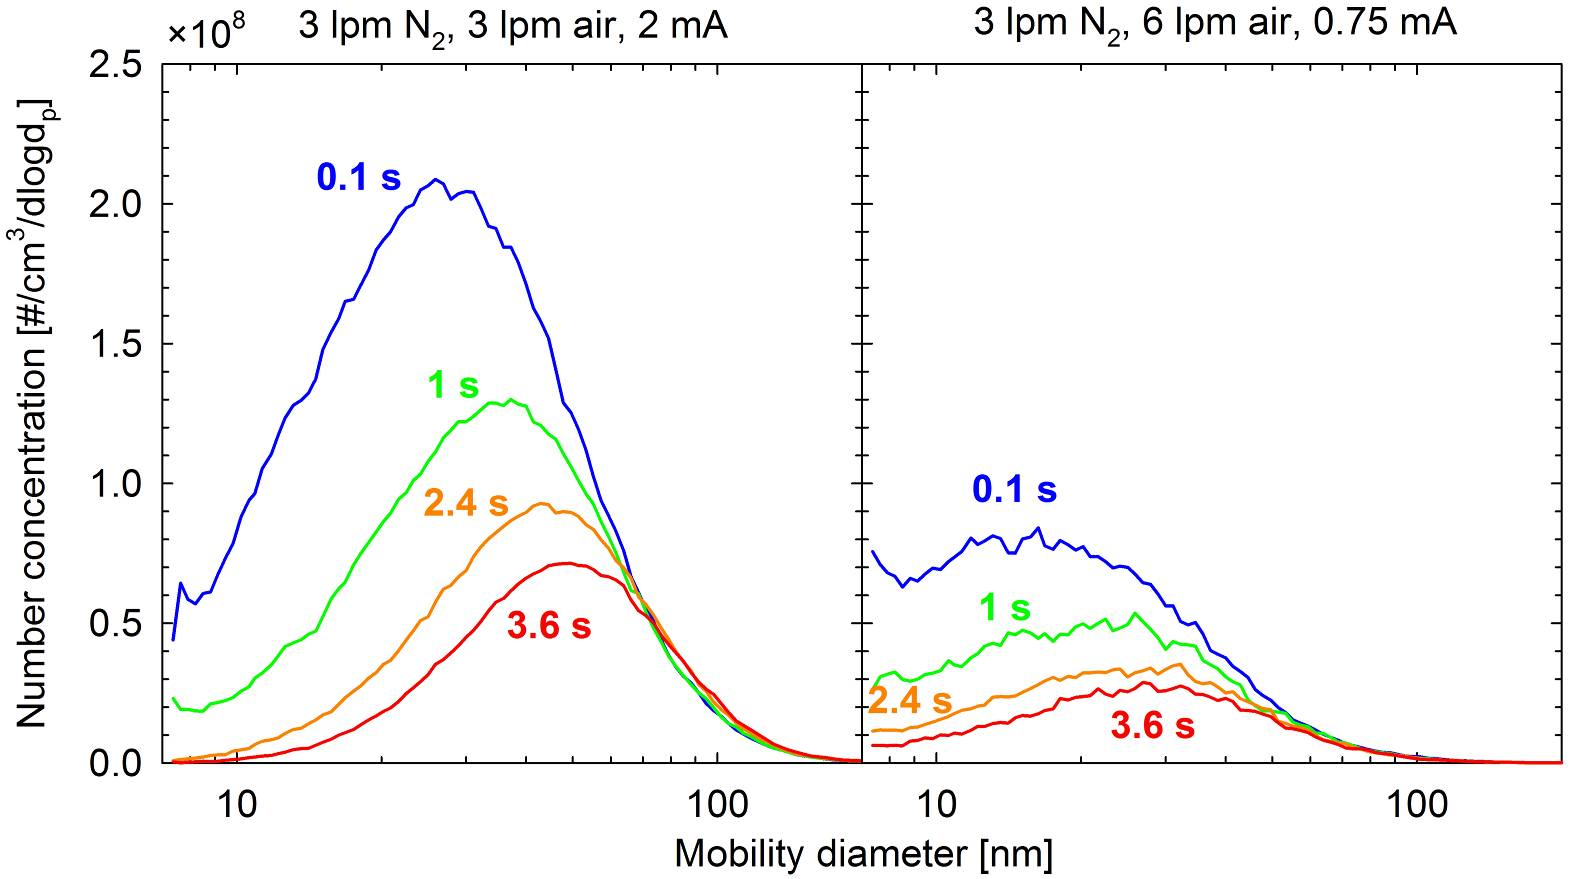 ×10⁸
3 lpm N₂, 3 lpm air, 2 mA
3 lpm N₂, 6 lpm air, 0.75 mA
Number concentration [#/cm³/dlogdₚ]
2.5
2.0
1.5
1.0
0.5
0.0
0.1 s
1 s
2.4 s
3.6 s
0.1 s
1 s
2.4 s
3.6 s
10
100
10
100
Mobility diameter [nm]